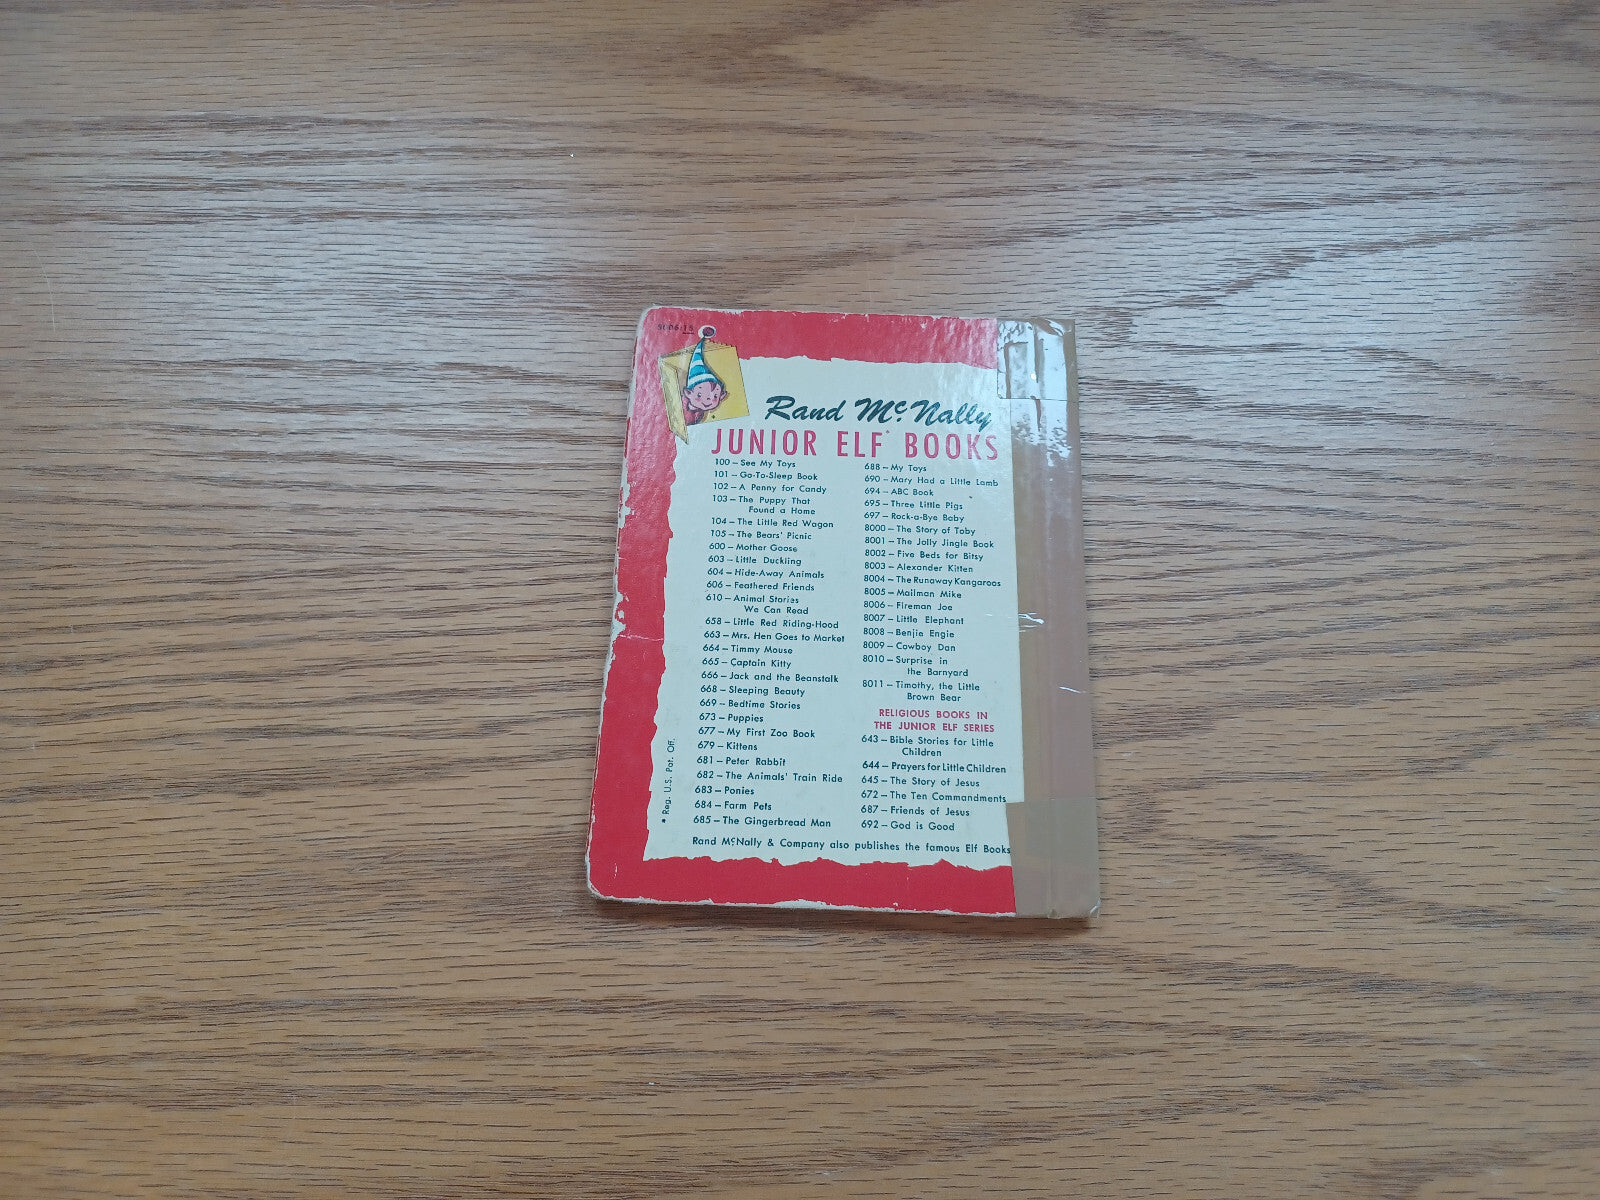 8006:15
Rand McNally
JUNIOR ELF* BOOKS
100 – See My Toys
101 – Go-To-Sleep Book
102 – A Penny for Candy
103 – The Puppy That
Found a Home
104 – The Little Red Wagon
105 – The Bears' Picnic
600 – Mother Goose
603 – Little Duckling
604 – Hide-Away Animals
606 – Feathered Friends
610 – Animal Stories
We Can Read
658 – Little Red Riding-Hood
663 – Mrs. Hen Goes to Market
664 – Timmy Mouse
665 – Captain Kitty
666 – Jack and the Beanstalk
668 – Sleeping Beauty
669 – Bedtime Stories
673 – Puppies
677 – My First Zoo Book
679 – Kittens
681 – Peter Rabbit
682 – The Animals' Train Ride
683 – Ponies
684 – Farm Pets
685 – The Gingerbread Man
688 – My Toys
690 – Mary Had a Little Lamb
694 – ABC Book
695 – Three Little Pigs
697 – Rock-a-Bye Baby
8000 – The Story of Toby
8001 – The Jolly Jingle Book
8002 – Five Beds for Bitsy
8003 – Alexander Kitten
8004 – The Runaway Kangaroos
8005 – Mailman Mike
8006 – Fireman Joe
8007 – Little Elephant
8008 – Benjie Engie
8009 – Cowboy Dan
8010 – Surprise in
the Barnyard
8011 – Timothy, the Little
Brown Bear
RELIGIOUS BOOKS IN
THE JUNIOR ELF SERIES
643 – Bible Stories for Little
Children
644 – Prayers for Little Children
645 – The Story of Jesus
672 – The Ten Commandments
687 – Friends of Jesus
692 – God is Good
Rand McNally & Company also publishes the famous Elf Books
* Reg. U.S. Pat. Off.